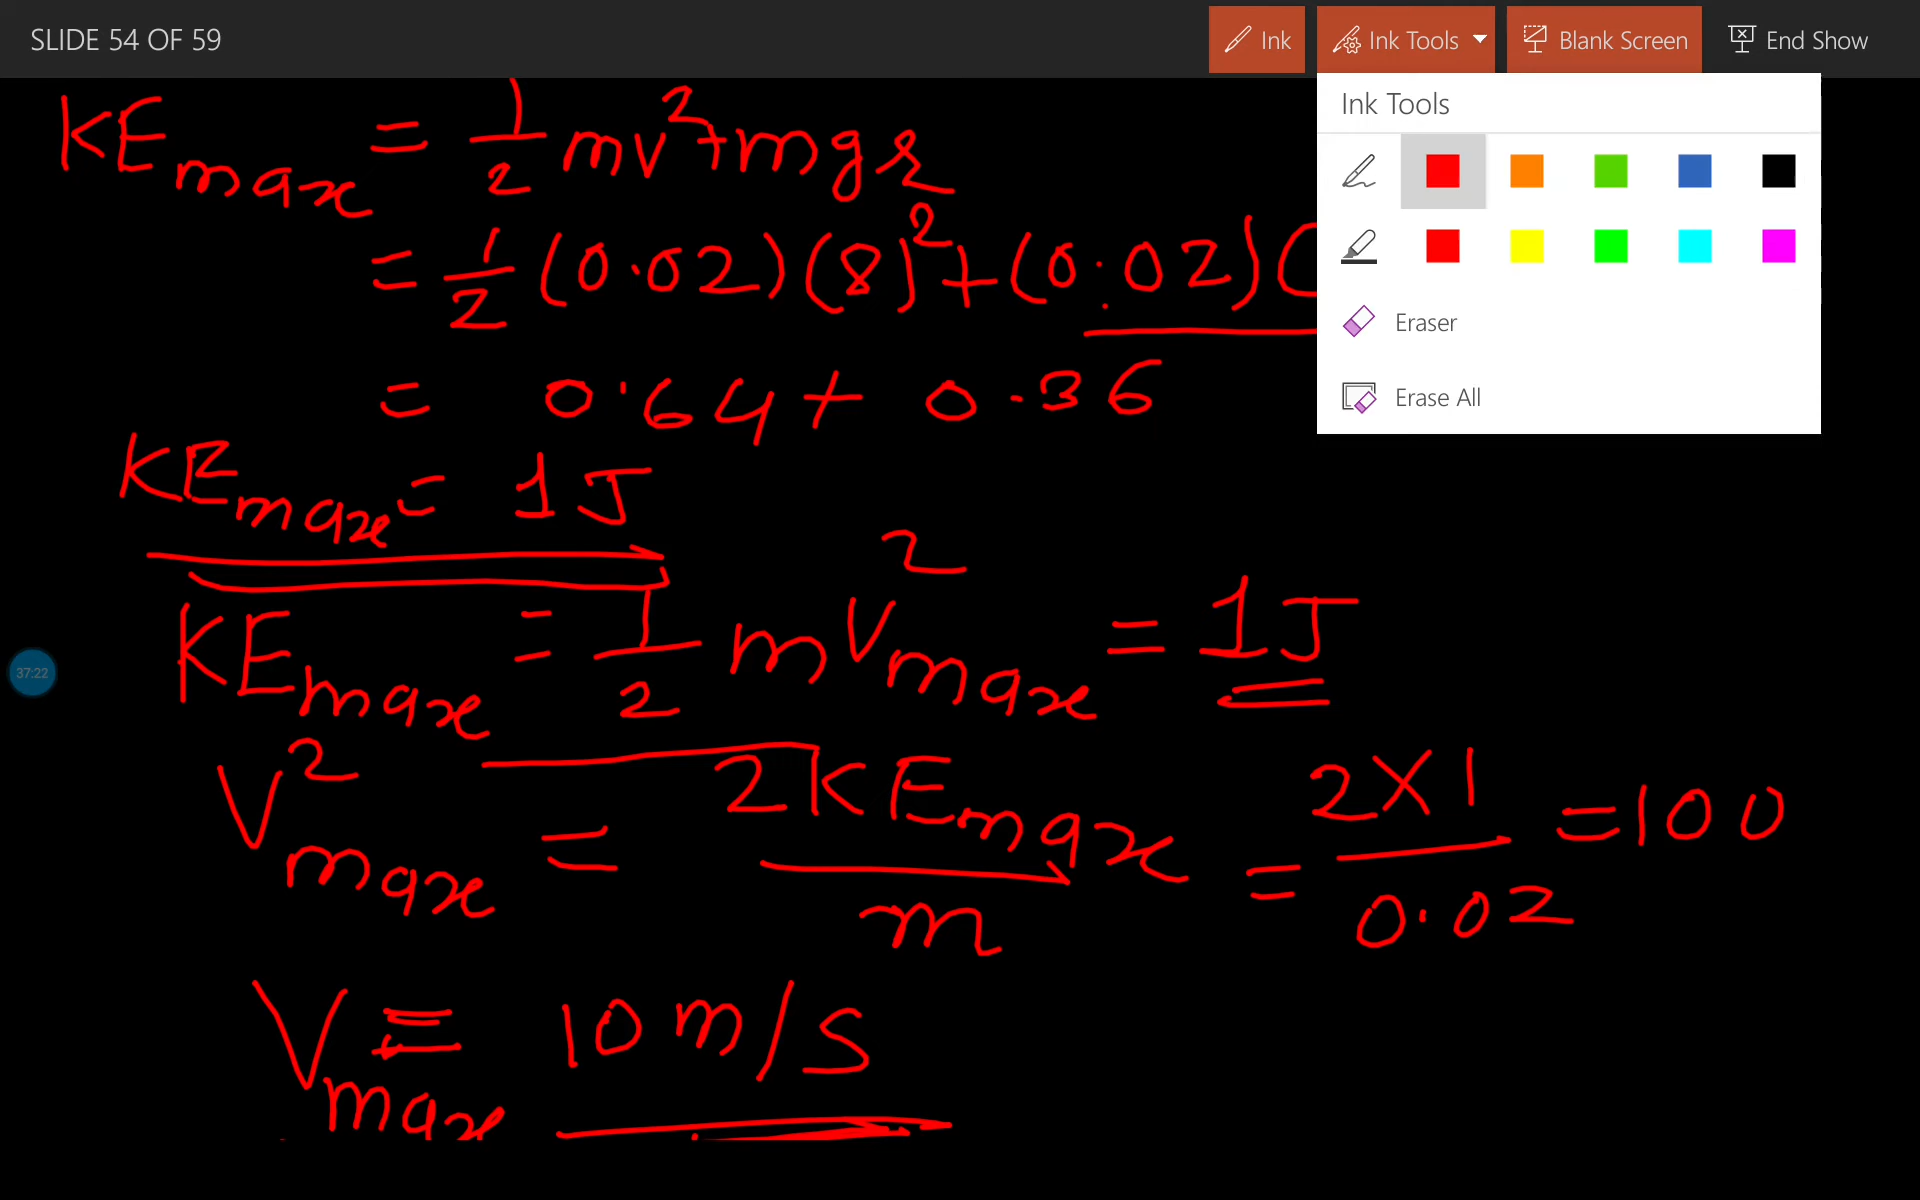 SLIDE 54 OF 59
Ink
Ink Tools
Blank Screen
End Show
Ink Tools
Eraser
Erase All
KEmax = 1/2 mv² + mgr
= 1/2 (0.02)(8)² + (0.02)(
= 0.64 + 0.36
KEmax = 1J
KEmax = 1/2 mV²max = 1J
37:22
V²max = 2KEmax/m = 2X1/0.02 = 100
Vmax = 10 m/s